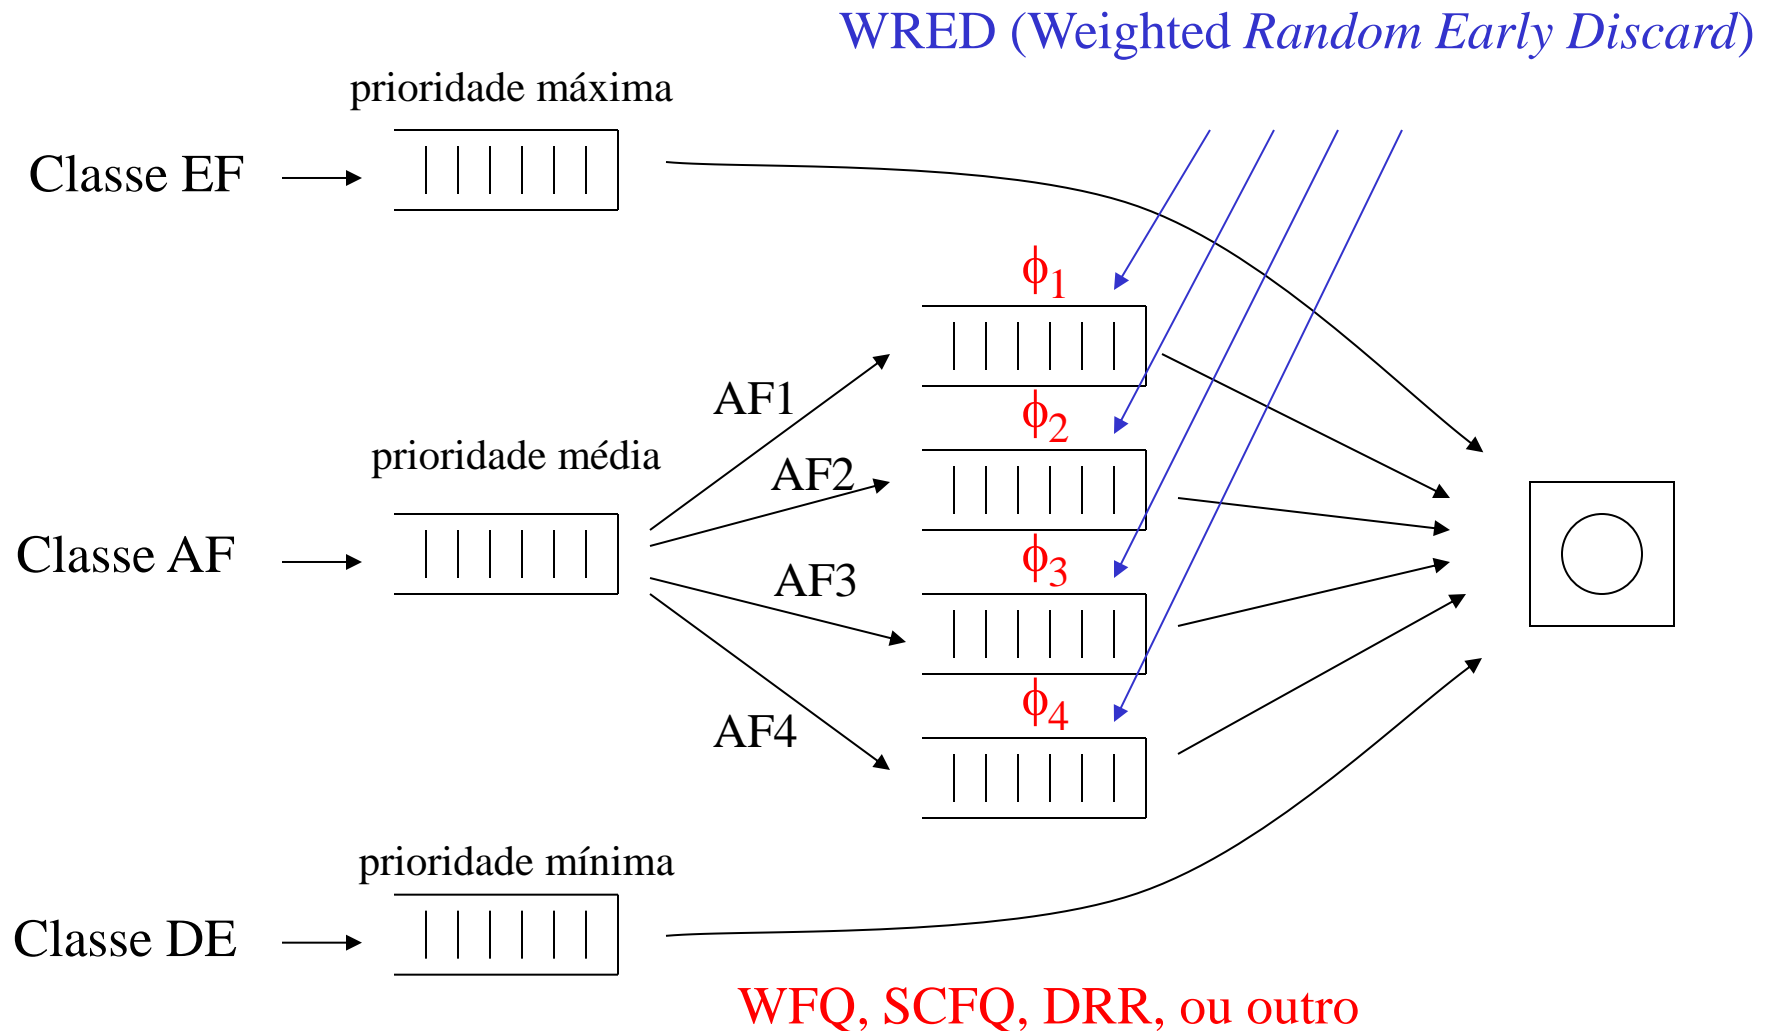 WRED (Weighted Random Early Discard)
prioridade máxima
Classe EF
ϕ1
AF1
ϕ2
prioridade média
AF2
Classe AF
ϕ3
AF3
ϕ4
AF4
prioridade mínima
Classe DE
WFQ, SCFQ, DRR, ou outro